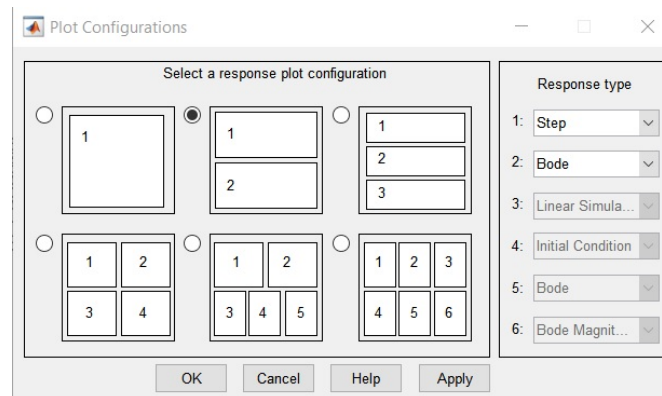 Plot Configurations
Select a response plot configuration
1
1
2
1
2
3
1 2
3 4
1 2
3 4 5
1 2 3
4 5 6
Response type
1: Step
2: Bode
3: Linear Simula...
4: Initial Condition
5: Bode
6: Bode Magnit...
OK Cancel Help Apply